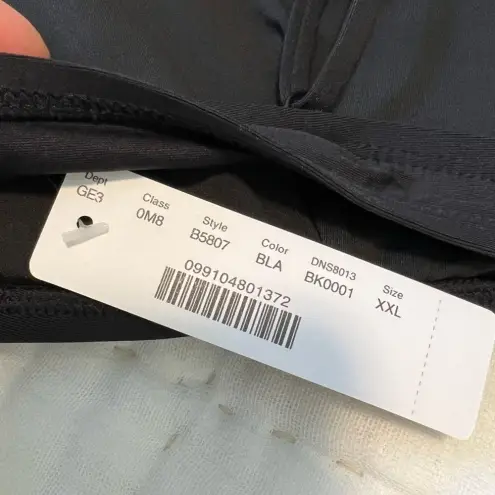 Dept Class Style Color DNS8013 Size
GE3 0M8 B5807 BLA BK0001 XXL
099104801372